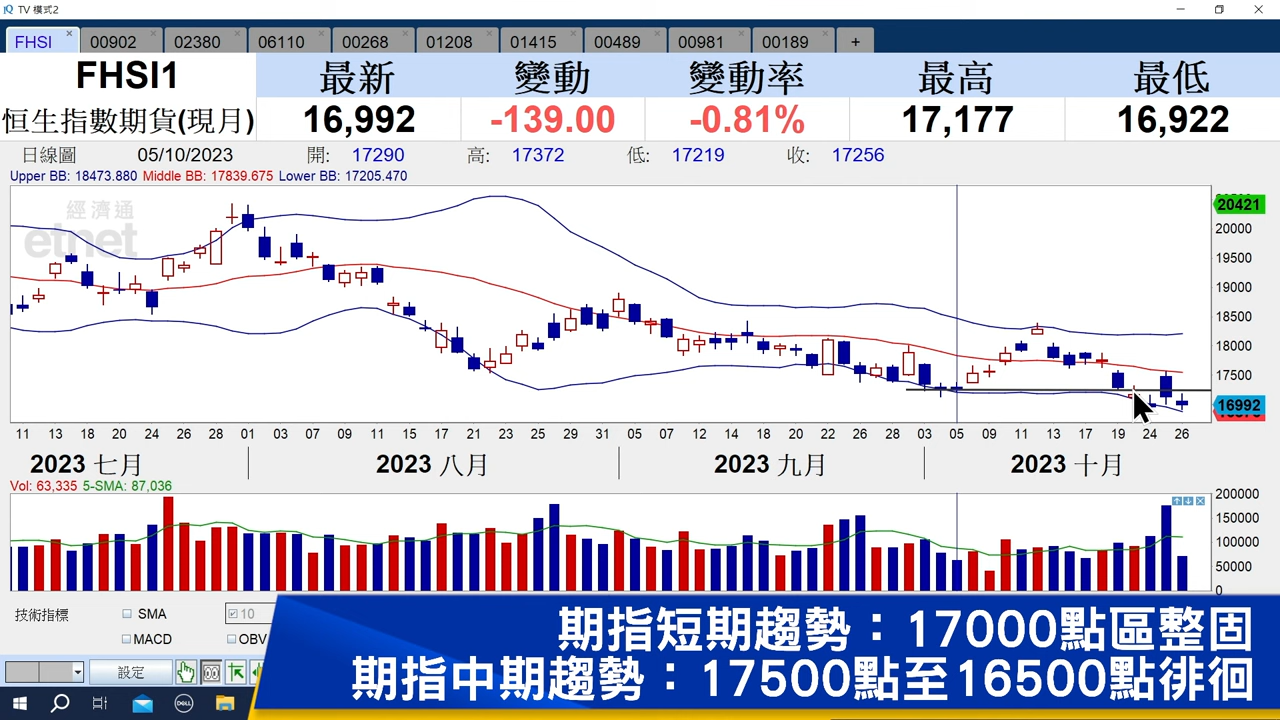 TV 模式2
FHSI 00902 02380 06110 00268 01208 01415 00489 00981 00189 +
FHSI1 最新 變動 變動率 最高 最低
恒生指數期貨(現月) 16,992 -139.00 -0.81% 17,177 16,922
日線圖 05/10/2023 開: 17290 高: 17372 低: 17219 收: 17256
Upper BB: 18473.880 Middle BB: 17839.675 Lower BB: 17205.470
經濟通
etnet
20421
20000
19500
19000
18500
18000
17500
16992
11 13 18 20 24 26 28 01 03 07 09 11 15 17 21 23 25 29 31 05 07 12 14 18 20 22 26 28 03 05 09 11 13 17 19 24 26
2023 七月 2023 八月 2023 九月 2023 十月
Vol: 63,335 5-SMA: 87,036
200000
150000
100000
50000
0
技術指標 SMA 10
MACD OBV
設定
期指短期趨勢：17000點區整固
期指中期趨勢：17500點至16500點徘徊
DELL